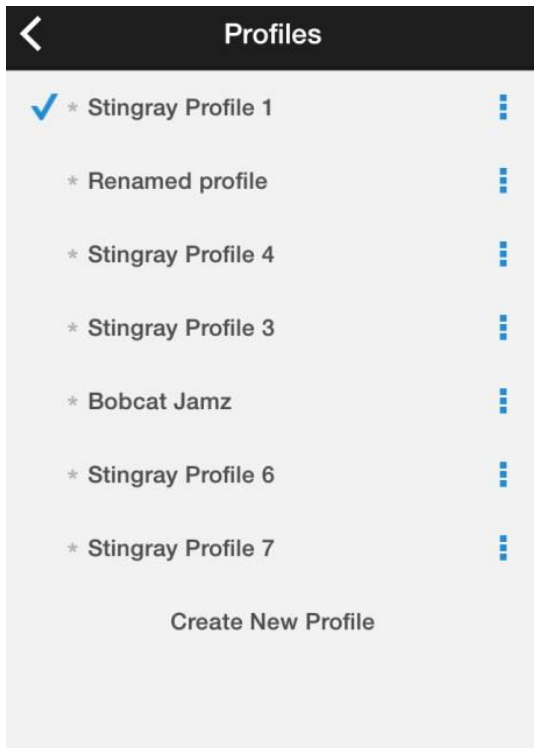 Profiles
* Stingray Profile 1
* Renamed profile
* Stingray Profile 4
* Stingray Profile 3
* Bobcat Jamz
* Stingray Profile 6
* Stingray Profile 7
Create New Profile